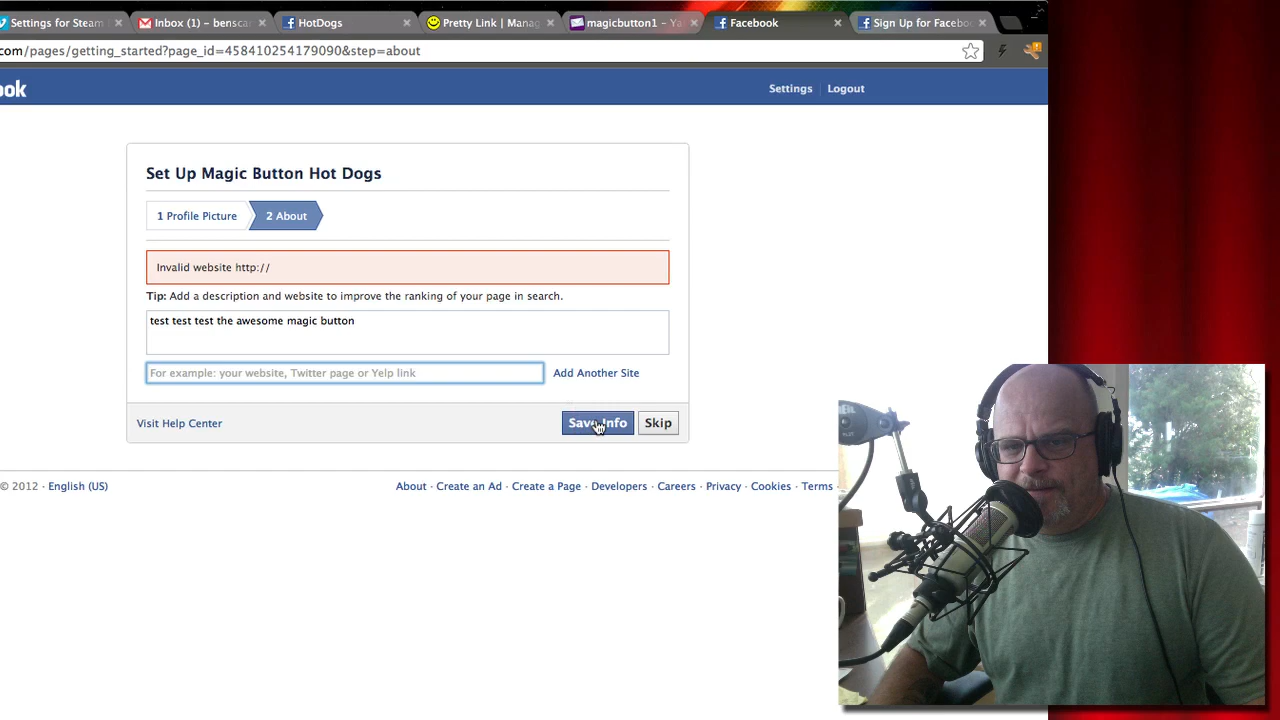 Settings for Steam
Inbox (1) – benscar
HotDogs
Pretty Link | Manag
magicbutton1 – Ya
Facebook
Sign Up for Facebo
com/pages/getting_started?page_id=458410254179090&step=about
ook
Settings
Logout
Set Up Magic Button Hot Dogs
1 Profile Picture
2 About
Invalid website http://
Tip: Add a description and website to improve the ranking of your page in search.
test test test the awesome magic button
For example: your website, Twitter page or Yelp link
Add Another Site
Visit Help Center
Save Info
Skip
© 2012 · English (US)
About · Create an Ad · Create a Page · Developers · Careers · Privacy · Cookies · Terms